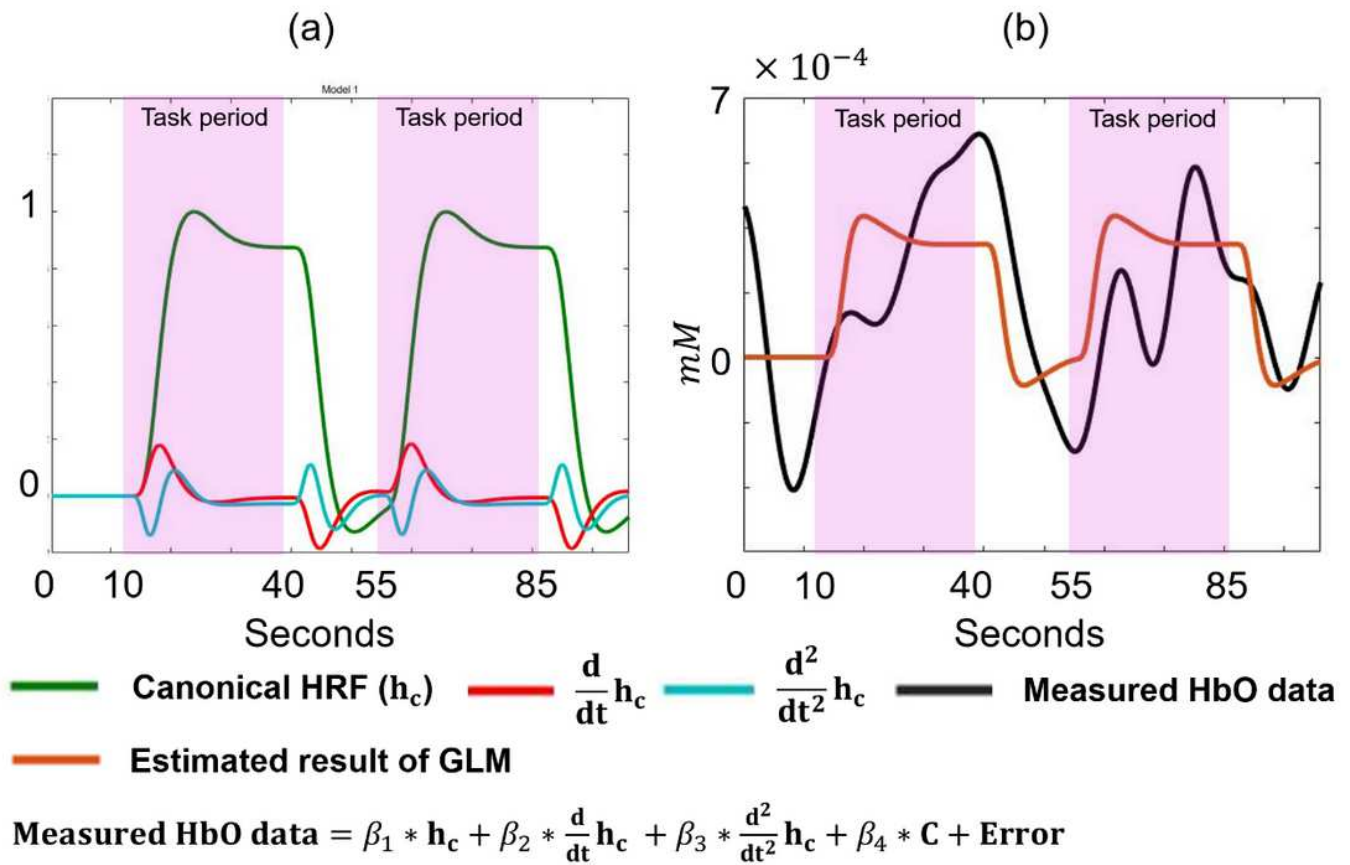 (a)
(b)
× 10⁻⁴
Model 1
Task period
Task period
1
0
0 10 40 55 85
Seconds
7
Task period
Task period
mM
0
0 10 40 55 85
Seconds
Canonical HRF (h_c) d/dt h_c d²/dt² h_c Measured HbO data
Estimated result of GLM
Measured HbO data = β₁ * h_c + β₂ * d/dt h_c + β₃ * d²/dt² h_c + β₄ * C + Error